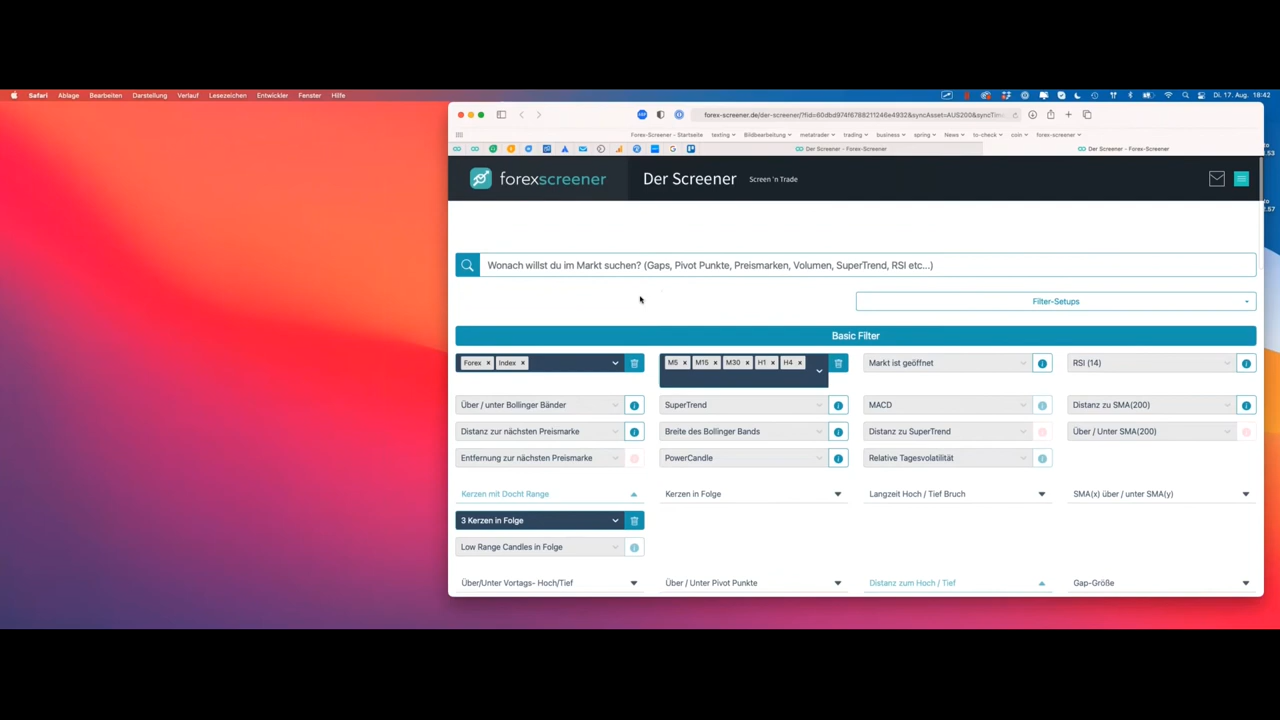 Safari Ablage Bearbeiten Darstellung Verlauf Lesezeichen Entwickler Fenster Hilfe Di. 17. Aug. 18:42
forex-screener.de/der-screener/?fid=60dbd974f6788211246e4932&syncAsset=AUS200&syncTim
Forex-Screener - Startseite texting Bildbearbeitung metatrader trading business spring News to-check coin forex-screener
Der Screener - Forex-Screener Der Screener - Forex-Screener
forexscreener Der Screener Screen 'n Trade
Wonach willst du im Markt suchen? (Gaps, Pivot Punkte, Preismarken, Volumen, SuperTrend, RSI etc...)
Filter-Setups
Basic Filter
Forex × Index × M5 × M15 × M30 × H1 × H4 × Markt ist geöffnet RSI (14)
Über / unter Bollinger Bänder SuperTrend MACD Distanz zu SMA(200)
Distanz zur nächsten Preismarke Breite des Bollinger Bands Distanz zu SuperTrend Über / Unter SMA(200)
Entfernung zur nächsten Preismarke PowerCandle Relative Tagesvolatilität
Kerzen mit Docht Range Kerzen in Folge Langzeit Hoch / Tief Bruch SMA(x) über / unter SMA(y)
3 Kerzen in Folge
Low Range Candles in Folge
Über/Unter Vortags- Hoch/Tief Über / Unter Pivot Punkte Distanz zum Hoch / Tief Gap-Größe